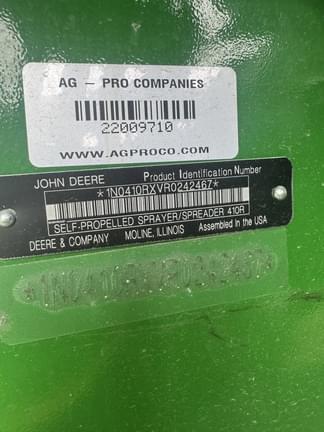 AG – PRO COMPANIES
22009710
WWW.AGPROCO.COM
JOHN DEERE Product Identification Number
*1N0410RXVR0242467*
SELF-PROPELLED SPRAYER/SPREADER 410R
DEERE & COMPANY MOLINE, ILLINOIS Assembled in the USA